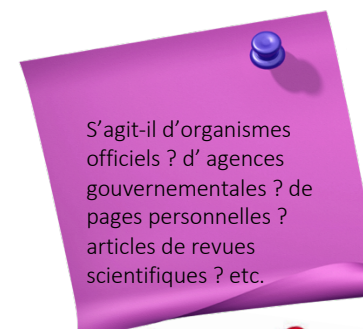 S’agit-il d’organismes
officiels ? d’ agences
gouvernementales ? de
pages personnelles ?
articles de revues
scientifiques ? etc.